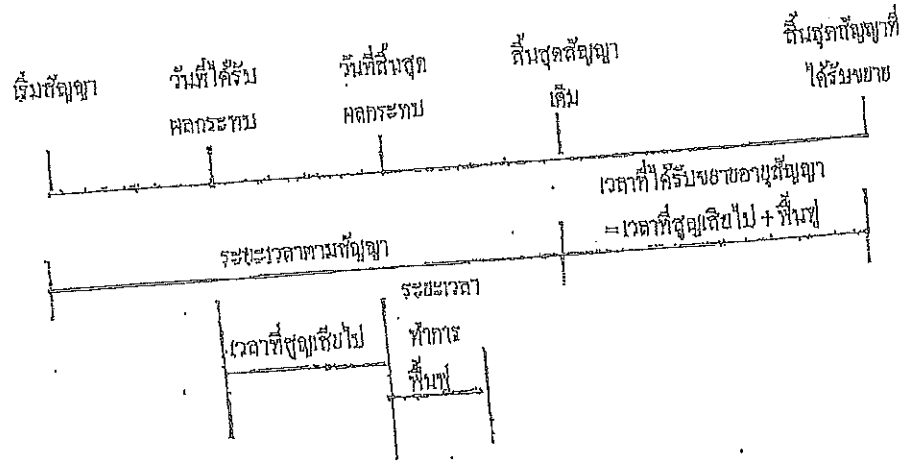 เริ่มสัญญา
วันที่ได้รับ
ผลกระทบ
วันที่สิ้นสุด
ผลกระทบ
สิ้นสุดสัญญา
เดิม
สิ้นสุดสัญญาที่
ได้รับขยาย
ระยะเวลาตามสัญญา
เวลาที่ได้รับขยายอายุสัญญา
=เวลาที่สูญเสียไป + ฟื้นฟู
เวลาที่สูญเสียไป
ระยะเวลา
ทำการ
ฟื้นฟู